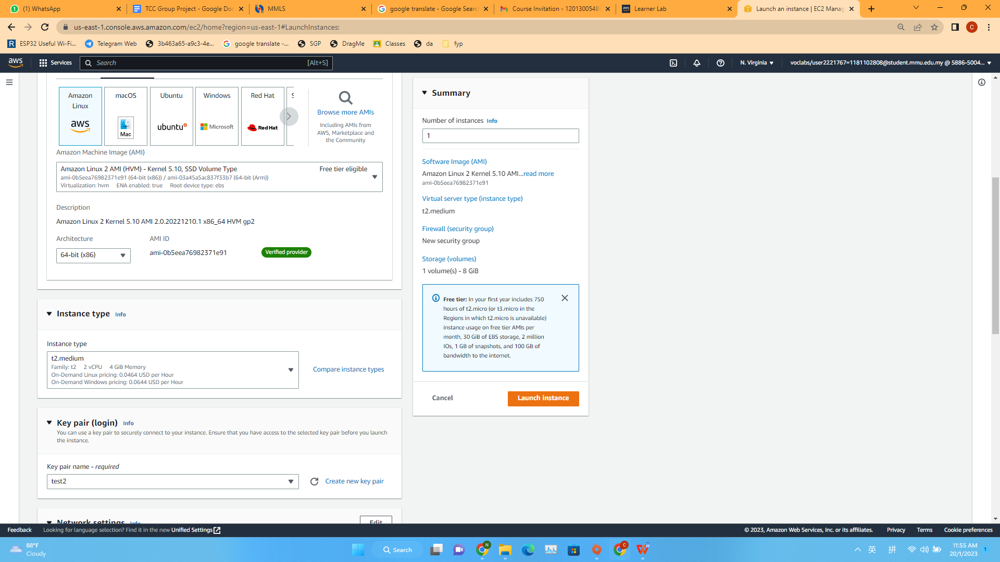 (1) WhatsApp
TCC Group Project - Google Doc
MMLS
google translate - Google Searc
Course Invitation - 1201300548
Learner Lab
Launch an instance | EC2 Manag
us-east-1.console.aws.amazon.com/ec2/home?region=us-east-1#LaunchInstances:
C
R
ESP32 Useful Wi-Fi...
Telegram Web
3b463a65-a9c3-4e...
google translate -...
SGP
DragMe
Classes
da
fyp
aws
Services
Search
[Alt+S]
N. Virginia
voclabs/user2221767=1181102808@student.mmu.edu.my @ 5886-5004...
Amazon
Linux
aws
macOS
Mac
Ubuntu
ubuntu
Windows
Microsoft
Red Hat
Red Hat
S
Browse more AMIs
Including AMIs from
AWS, Marketplace and
the Community
Amazon Machine Image (AMI)
Amazon Linux 2 AMI (HVM) - Kernel 5.10, SSD Volume Type
Free tier eligible
ami-0b5eea76982371e91 (64-bit (x86)) / ami-03a45a5ac837f33b7 (64-bit (Arm))
Virtualization: hvm ENA enabled: true Root device type: ebs
Description
Amazon Linux 2 Kernel 5.10 AMI 2.0.20221210.1 x86_64 HVM gp2
Architecture
AMI ID
64-bit (x86)
ami-0b5eea76982371e91
Verified provider
Instance type Info
Instance type
t2.medium
Family: t2 2 vCPU 4 GiB Memory
On-Demand Linux pricing: 0.0464 USD per Hour
On-Demand Windows pricing: 0.0644 USD per Hour
Compare instance types
Key pair (login) Info
You can use a key pair to securely connect to your instance. Ensure that you have access to the selected key pair before you launch
the instance.
Key pair name - required
test2
Create new key pair
Network settings Info
Edit
Summary
Number of instances Info
1
Software Image (AMI)
Amazon Linux 2 Kernel 5.10 AMI...read more
ami-0b5eea76982371e91
Virtual server type (instance type)
t2.medium
Firewall (security group)
New security group
Storage (volumes)
1 volume(s) - 8 GiB
Free tier: In your first year includes 750
hours of t2.micro (or t3.micro in the
Regions in which t2.micro is unavailable)
instance usage on free tier AMIs per
month, 30 GiB of EBS storage, 2 million
IOs, 1 GB of snapshots, and 100 GB of
bandwidth to the internet.
Cancel
Launch instance
Feedback
Looking for language selection? Find it in the new Unified Settings
© 2023, Amazon Web Services, Inc. or its affiliates.
Privacy
Terms
Cookie preferences
88°F
Cloudy
Search
N
C
英
拼
11:55 AM
20/1/2023
1